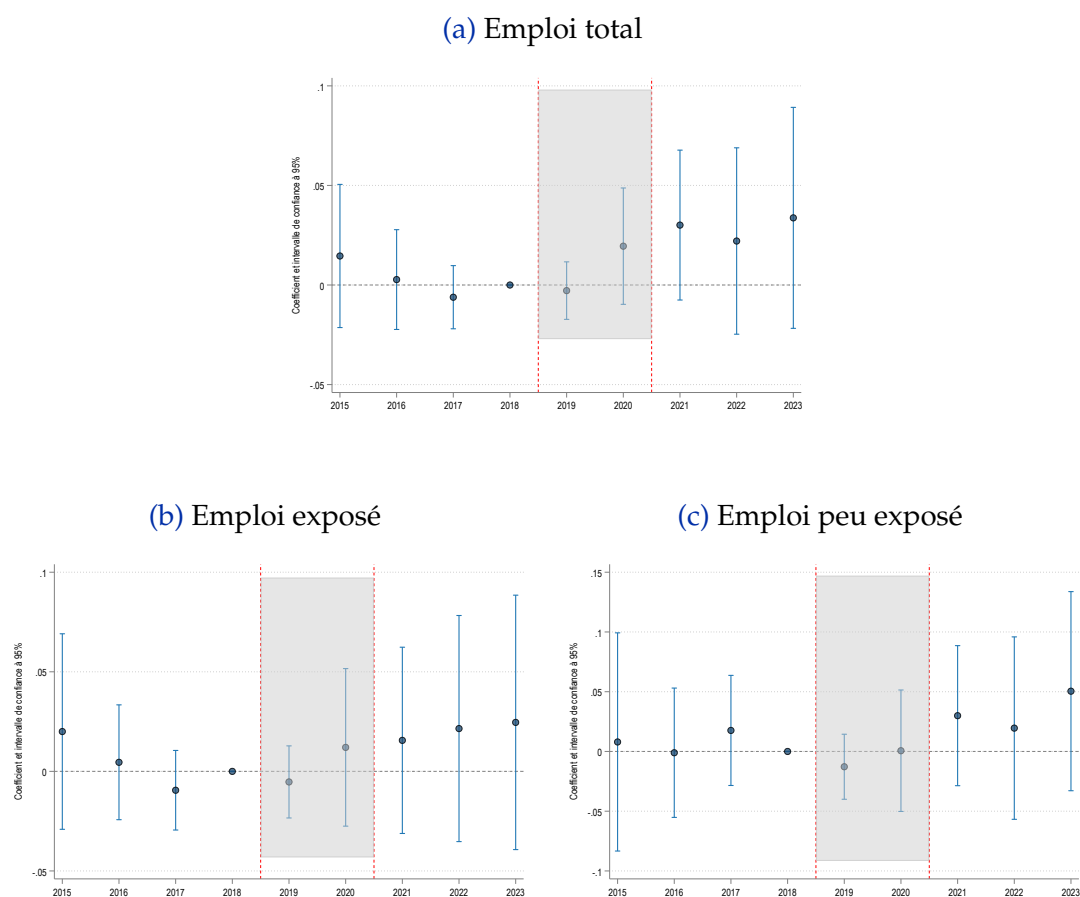 (a) Emploi total
Coefficient et intervalle de confiance à 95%
.1
.05
0
-.05
2015 2016 2017 2018 2019 2020 2021 2022 2023
(b) Emploi exposé
Coefficient et intervalle de confiance à 95%
.1
.05
0
-.05
2015 2016 2017 2018 2019 2020 2021 2022 2023
(c) Emploi peu exposé
Coefficient et intervalle de confiance à 95%
.15
.1
.05
0
-.05
-.1
2015 2016 2017 2018 2019 2020 2021 2022 2023